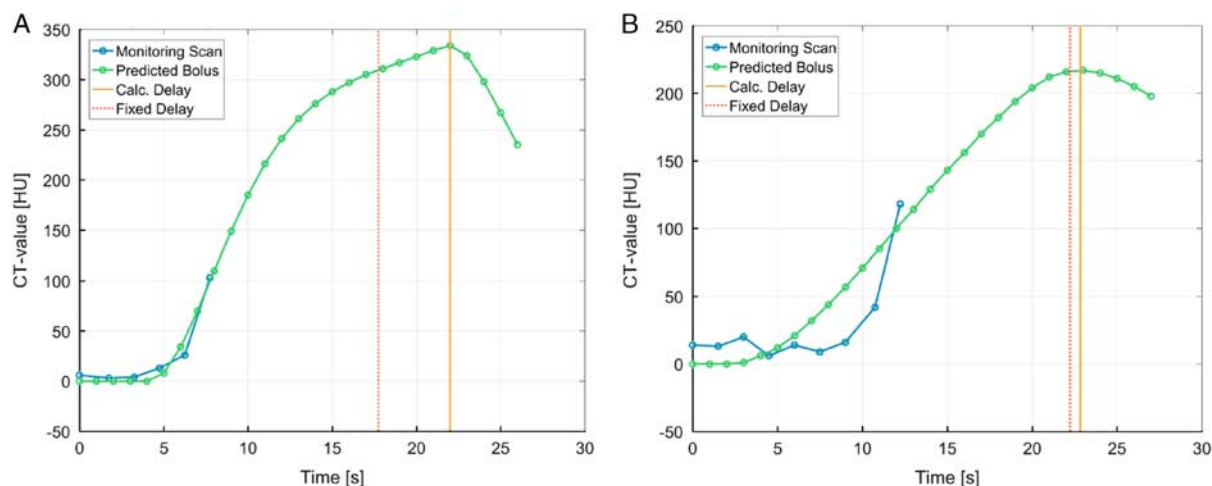 A
Monitoring Scan
Predicted Bolus
Calc. Delay
Fixed Delay
400
350
300
250
200
150
100
50
0
-50
CT-value [HU]
0 5 10 15 20 25 30
Time [s]
B
Monitoring Scan
Predicted Bolus
Calc. Delay
Fixed Delay
250
200
150
100
50
0
-50
CT-value [HU]
0 5 10 15 20 25 30
Time [s]